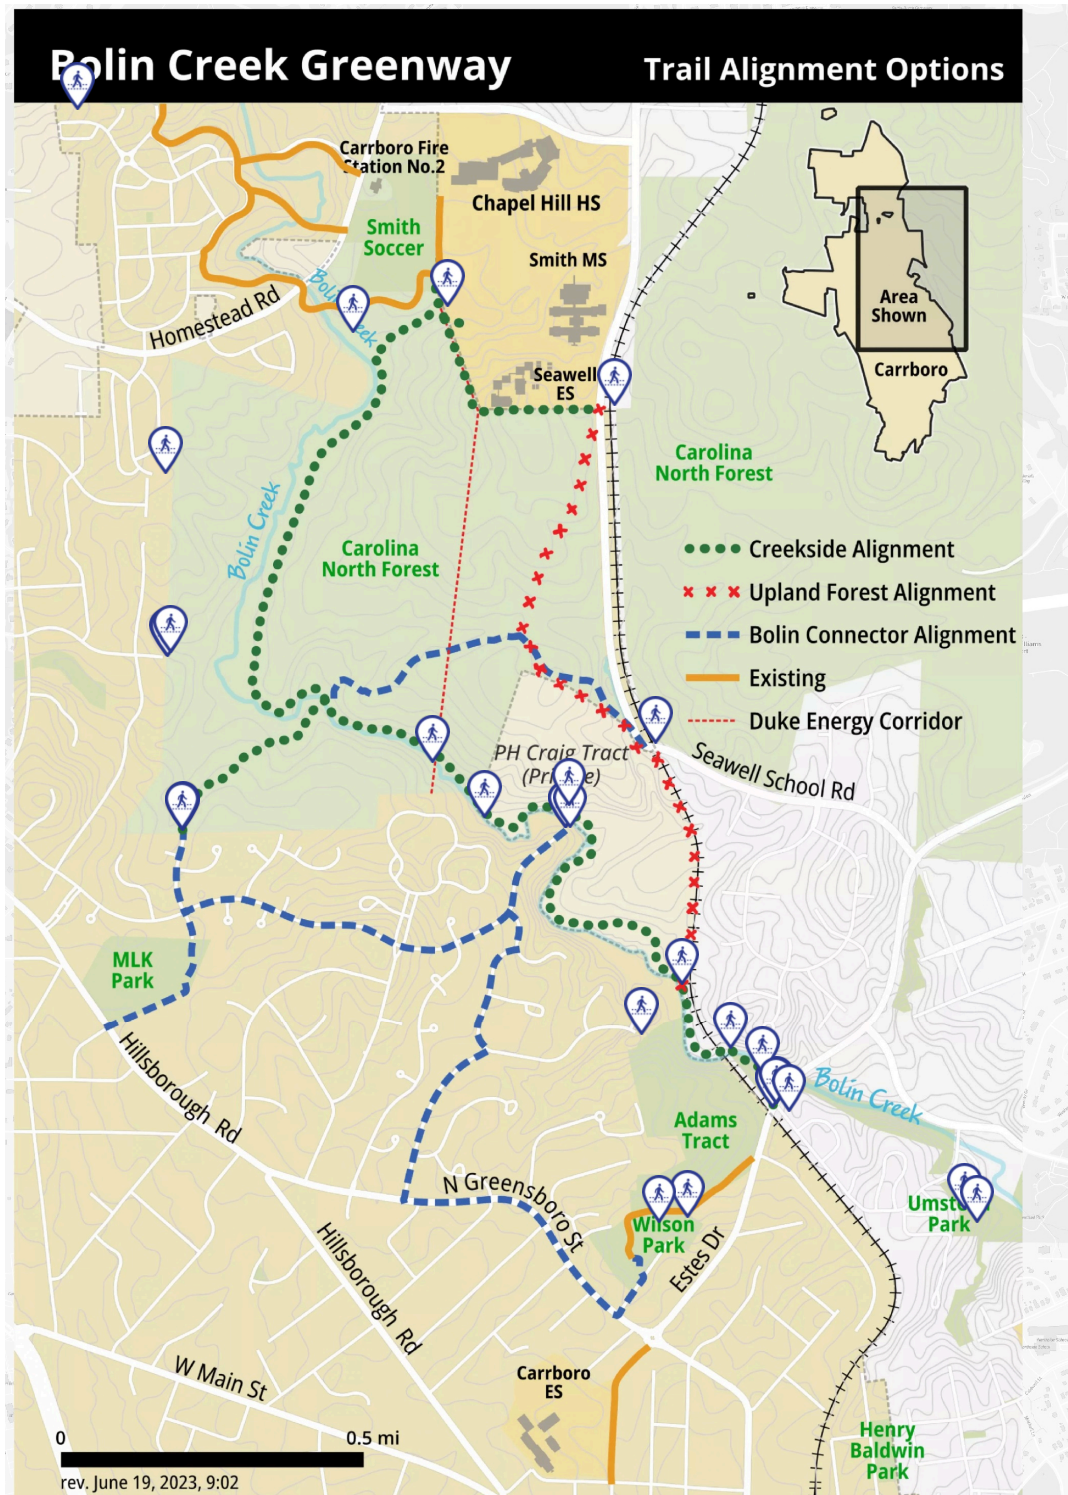 Bolin Creek Greenway
Trail Alignment Options
Carrboro Fire
Station No.2
Chapel Hill HS
Smith
Soccer
Smith MS
Bolin Creek
Homestead Rd
Area
Shown
Carrboro
Seawell
ES
Carolina
North Forest
Bolin Creek
Carolina
North Forest
Creekside Alignment
Upland Forest Alignment
Bolin Connector Alignment
Existing
Duke Energy Corridor
PH Craig Tract
(Private)
Seawell School Rd
MLK
Park
Hillsborough Rd
Bolin Creek
Adams
Tract
N Greensboro St
Wilson
Park
Estes Dr
Park
Hillsborough Rd
W Main St
Carrboro
ES
Henry
Baldwin
Park
0
0.5 mi
rev. June 19, 2023, 9:02